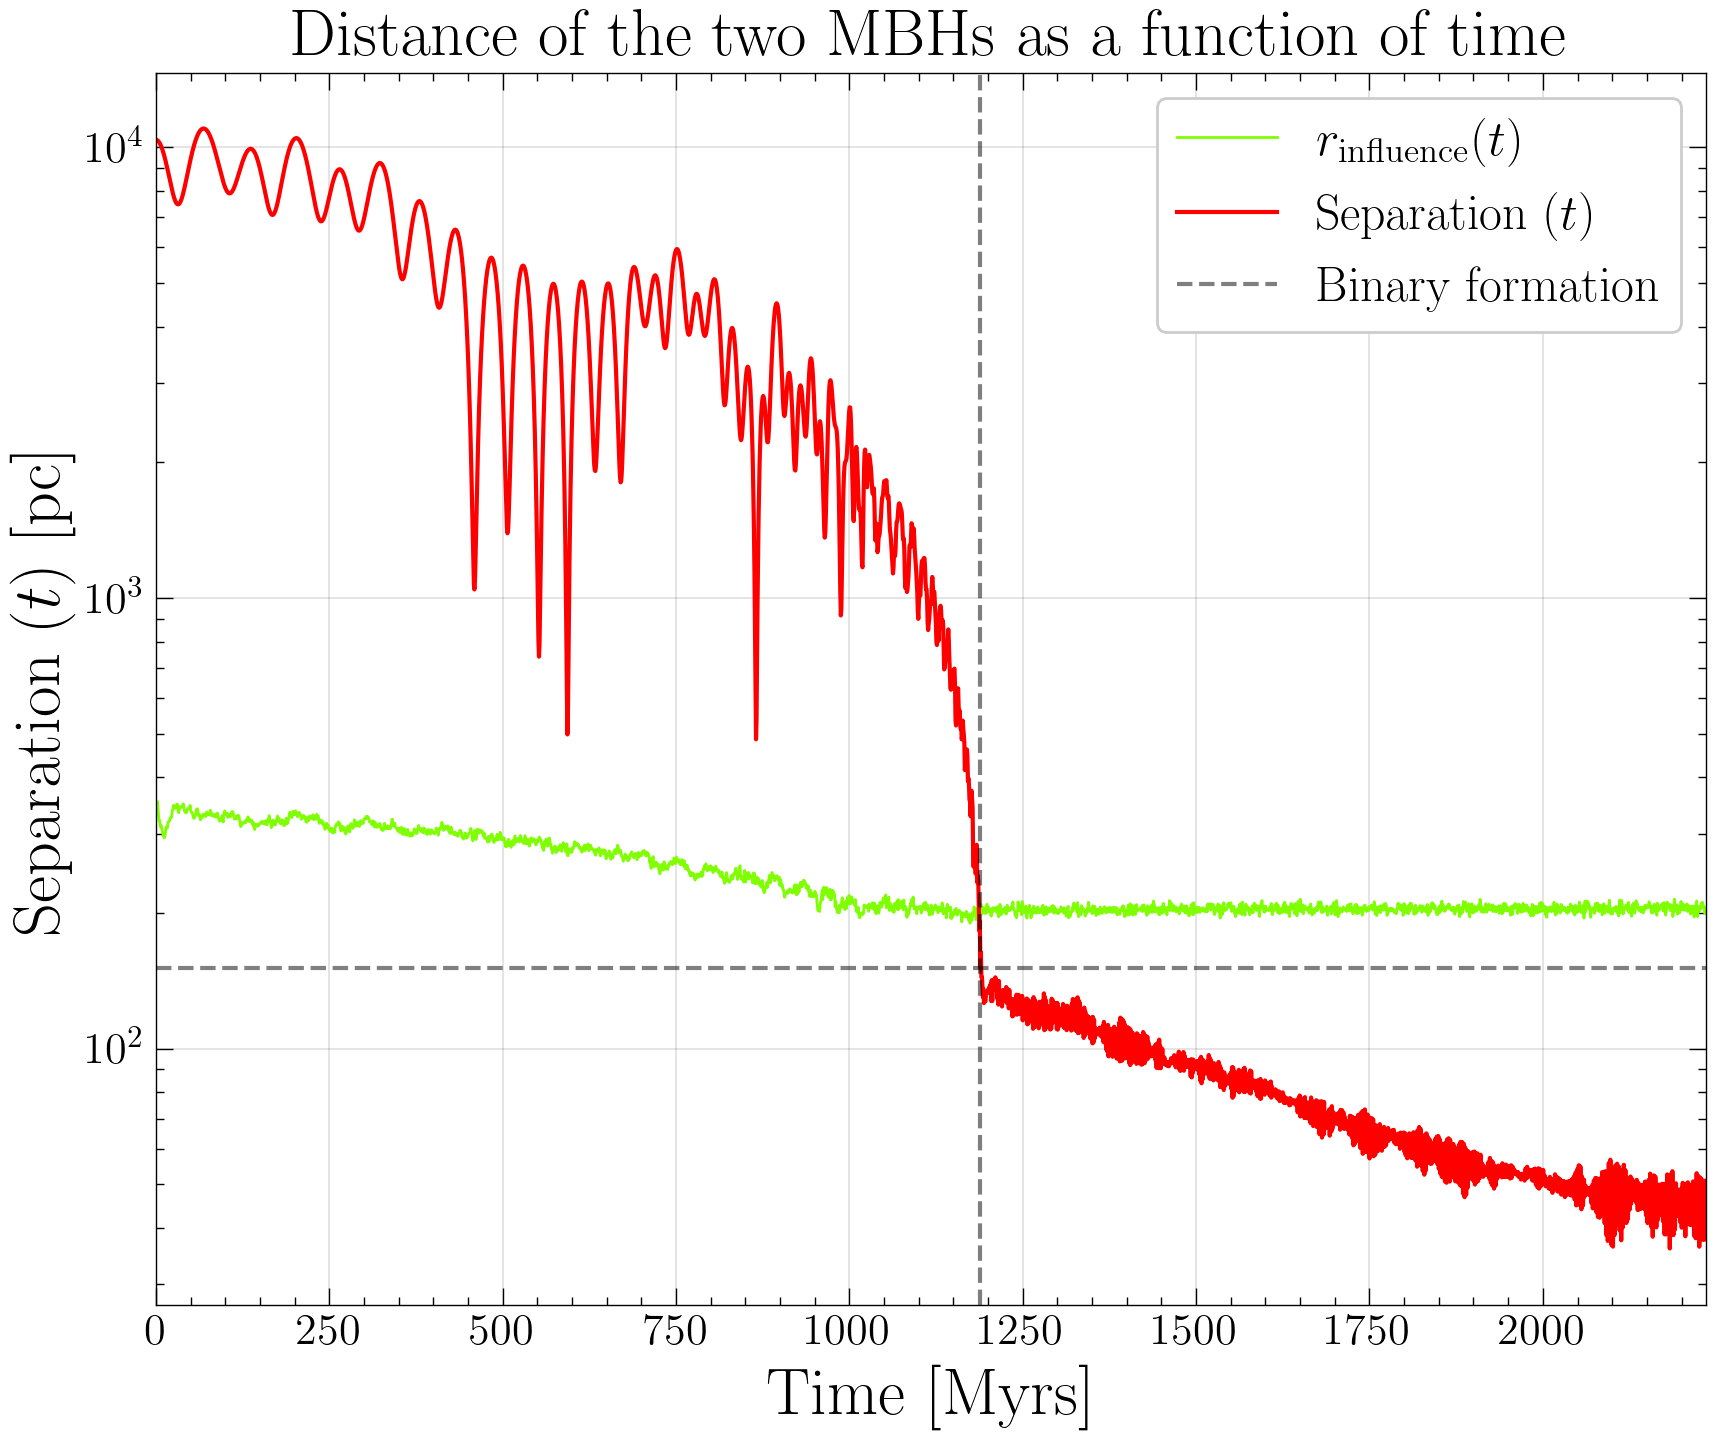 Distance of the two MBHs as a function of time
r_influence(t)
Separation (t)
Binary formation
Separation (t) [pc]
10^4
10^3
10^2
0 250 500 750 1000 1250 1500 1750 2000
Time [Myrs]